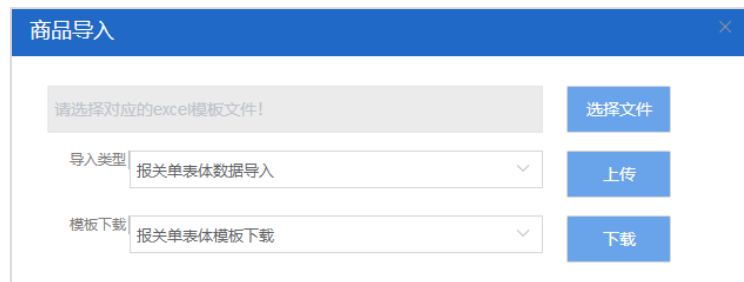 商品导入
请选择对应的excel模板文件!
选择文件
导入类型
报关单表体数据导入
上传
模板下载
报关单表体模板下载
下载